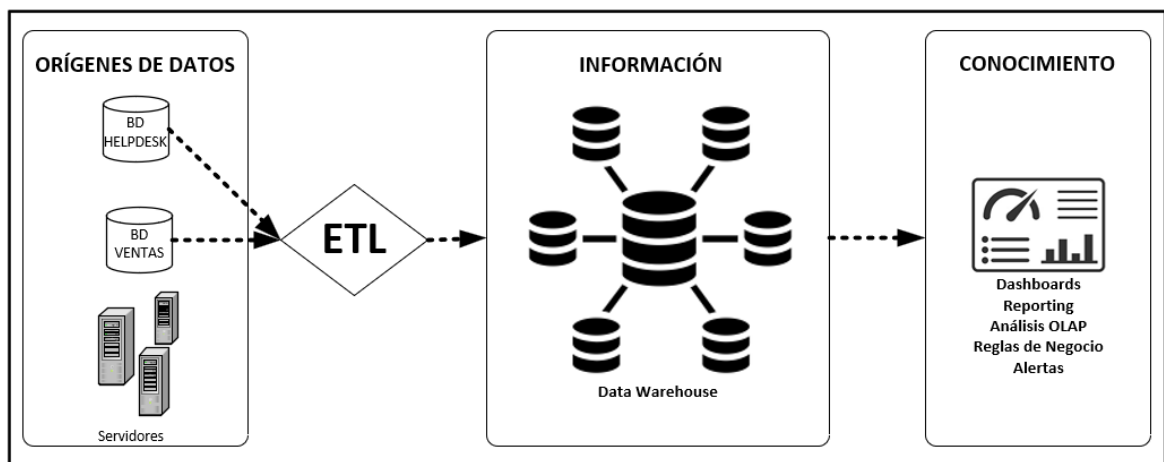 ORÍGENES DE DATOS
BD
HELPDESK
BD
VENTAS
Servidores
ETL
INFORMACIÓN
Data Warehouse
CONOCIMIENTO
Dashboards
Reporting
Análisis OLAP
Reglas de Negocio
Alertas